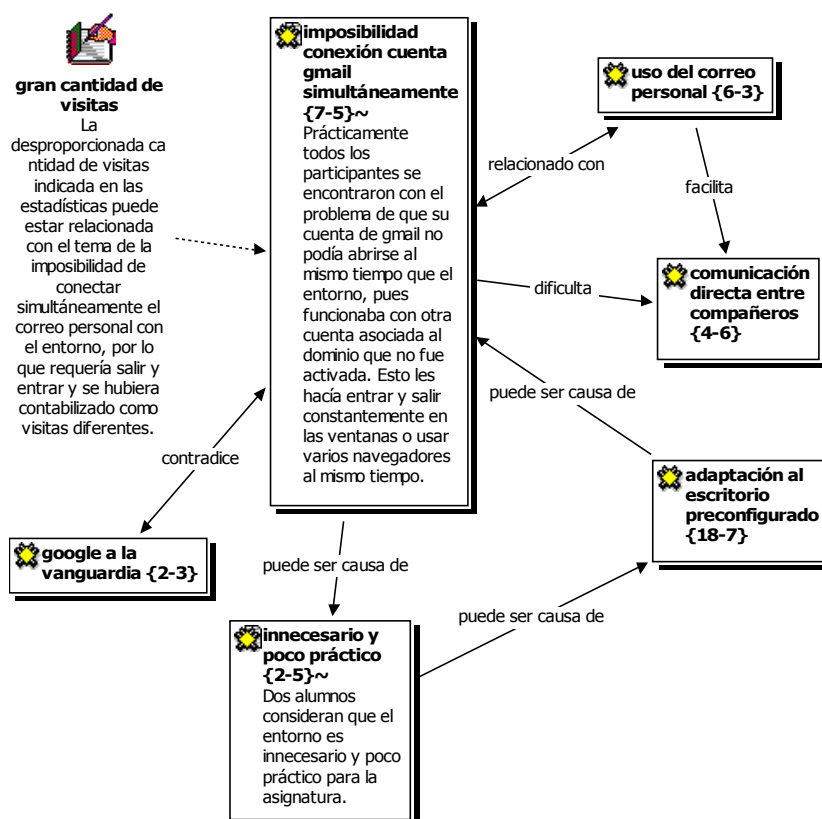 gran cantidad de
visitas
La
desproporcionada ca
ntidad de visitas
indicada en las
estadísticas puede
estar relacionada
con el tema de la
imposibilidad de
conectar
simultáneamente el
correo personal con
el entorno, por lo
que requería salir y
entrar y se hubiera
contabilizado como
visitas diferentes.
imposibilidad
conexión cuenta
gmail
simultáneamente
{7-5}~
Prácticamente
todos los
participantes se
encontraron con el
problema de que su
cuenta de gmail no
podía abrirse al
mismo tiempo que el
entorno, pues
funcionaba con otra
cuenta asociada al
dominio que no fue
activada. Esto les
hacía entrar y salir
constantemente en
las ventanas o usar
varios navegadores
al mismo tiempo.
uso del correo
personal {6-3}
relacionado con
facilita
comunicación
directa entre
compañeros
{4-6}
dificulta
puede ser causa de
contradice
adaptación al
escritorio
preconfigurado
{18-7}
google a la
vanguardia {2-3}
puede ser causa de
puede ser causa de
innecesario y
poco práctico
{2-5}~
Dos alumnos
consideran que el
entorno es
innecesario y poco
práctico para la
asignatura.